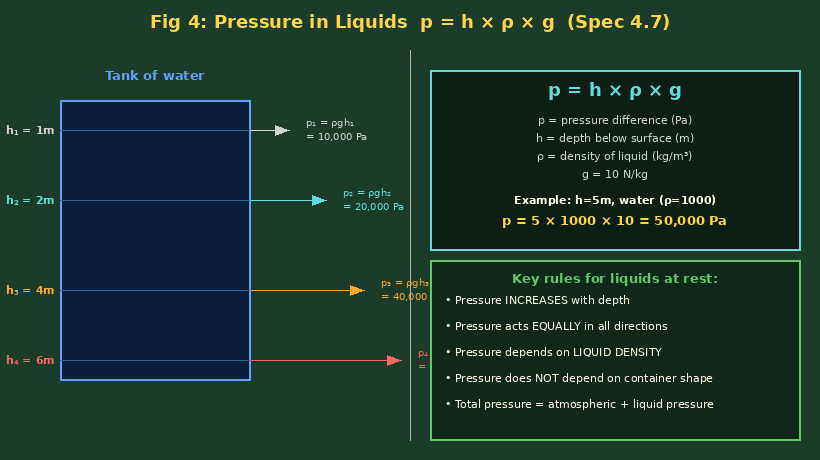 Fig 4: Pressure in Liquids  p = h × ρ × g  (Spec 4.7)
Tank of water
h₁ = 1m
p₁ = ρgh₁
= 10,000 Pa
h₂ = 2m
p₂ = ρgh₂
= 20,000 Pa
h₃ = 4m
p₃ = ρgh₃
= 40,000
h₄ = 6m
p₄
=
p = h × ρ × g
p = pressure difference (Pa)
h = depth below surface (m)
ρ = density of liquid (kg/m³)
g = 10 N/kg
Example: h=5m, water (ρ=1000)
p = 5 × 1000 × 10 = 50,000 Pa
Key rules for liquids at rest:
• Pressure INCREASES with depth
• Pressure acts EQUALLY in all directions
• Pressure depends on LIQUID DENSITY
• Pressure does NOT depend on container shape
• Total pressure = atmospheric + liquid pressure